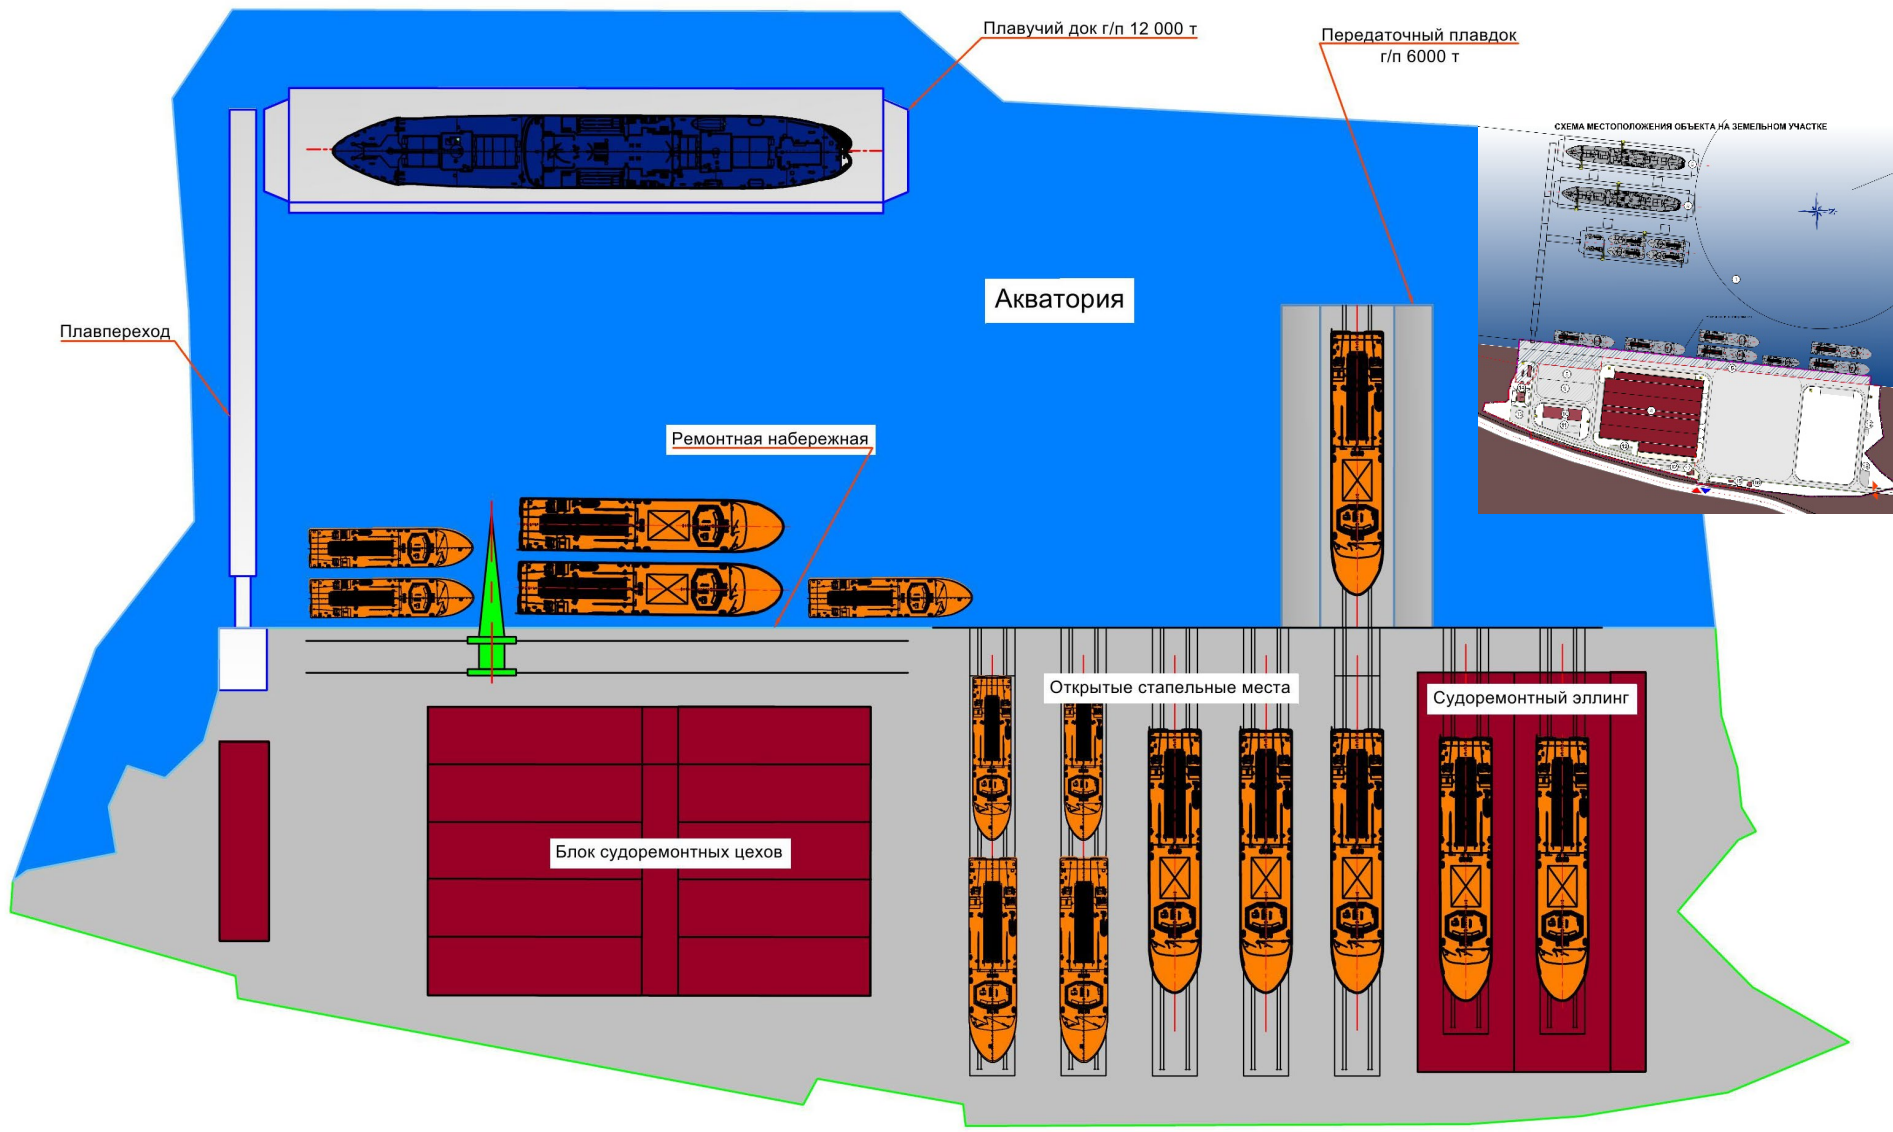 Плавучий док г/п 12 000 т
Передаточный плавдок
г/п 6000 т
СХЕМА МЕСТОПОЛОЖЕНИЯ ОБЪЕКТА НА ЗЕМЕЛЬНОМ УЧАСТКЕ
Акватория
Плавпереход
Ремонтная набережная
Открытые стапельные места
Судоремонтный эллинг
Блок судоремонтных цехов